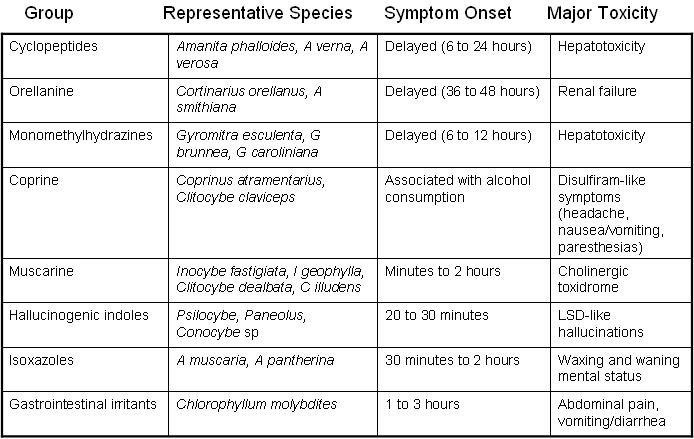 Group Representative Species Symptom Onset Major Toxicity
Cyclopeptides Amanita phalloides, A verna, A Delayed (6 to 24 hours) Hepatotoxicity
verosa
Orellanine Cortinarius orellanus, A Delayed (36 to 48 hours) Renal failure
smithiana
Monomethylhydrazines Gyromitra esculenta, G Delayed (6 to 12 hours) Hepatotoxicity
brunnea, G caroliniana
Coprine Coprinus atramentarius, Associated with alcohol Disulfiram-like
Clitocybe claviceps consumption symptoms
(headache,
nausea/vomiting,
paresthesias)
Muscarine Inocybe fastigiata, I geophylla, Minutes to 2 hours Cholinergic
Clitocybe dealbata, C illudens toxidrome
Hallucinogenic indoles Psilocybe, Paneolus, 20 to 30 minutes LSD-like
Conocybe sp hallucinations
Isoxazoles A muscaria, A pantherina 30 minutes to 2 hours Waxing and waning
mental status
Gastrointestinal irritants Chlorophyllum molybdites 1 to 3 hours Abdominal pain,
vomiting/diarrhea